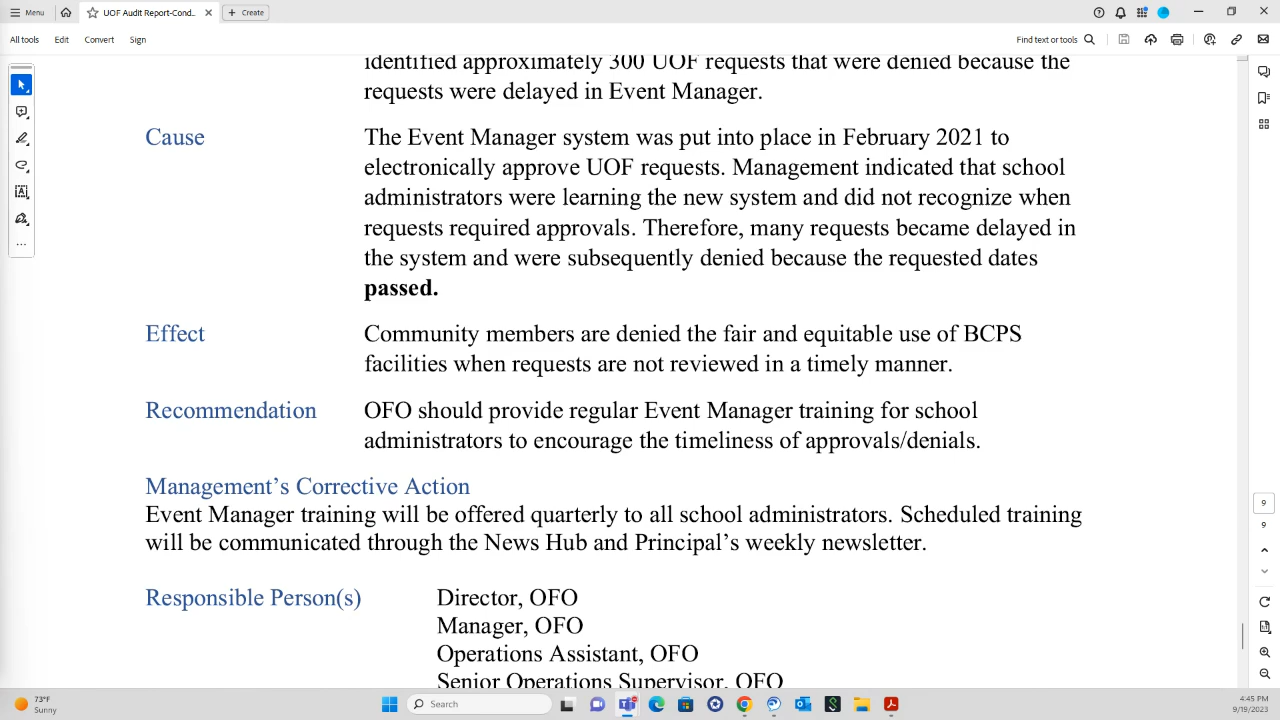 Menu
UOF Audit Report-Cond...
Create
All tools Edit Convert Sign
Find text or tools
identified approximately 300 UOF requests that were denied because the
requests were delayed in Event Manager.
Cause
The Event Manager system was put into place in February 2021 to
electronically approve UOF requests. Management indicated that school
administrators were learning the new system and did not recognize when
requests required approvals. Therefore, many requests became delayed in
the system and were subsequently denied because the requested dates
passed.
Effect
Community members are denied the fair and equitable use of BCPS
facilities when requests are not reviewed in a timely manner.
Recommendation
OFO should provide regular Event Manager training for school
administrators to encourage the timeliness of approvals/denials.
Management's Corrective Action
Event Manager training will be offered quarterly to all school administrators. Scheduled training
will be communicated through the News Hub and Principal's weekly newsletter.
Responsible Person(s)
Director, OFO
Manager, OFO
Operations Assistant, OFO
Senior Operations Supervisor, OFO
9
9
73°F
Sunny
Search
4:45 PM
9/19/2023